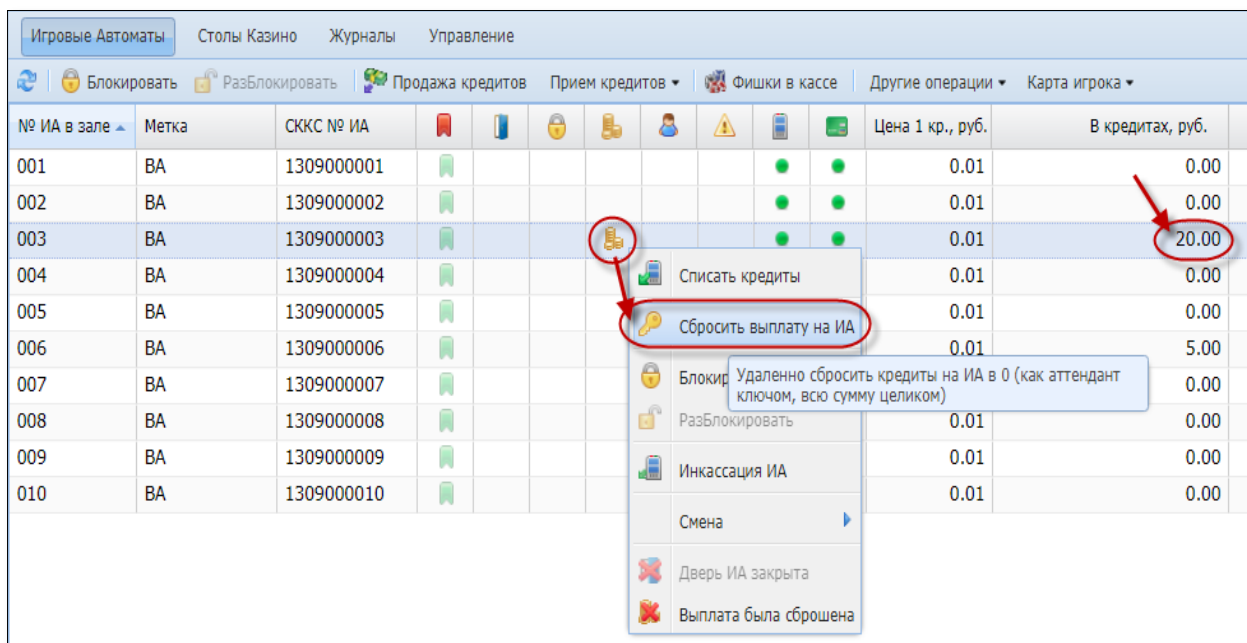 Игровые Автоматы Столы Казино Журналы Управление
Блокировать РазБлокировать Продажа кредитов Прием кредитов Фишки в кассе Другие операции Карта игрока
№ ИА в зале Метка СККС № ИА Цена 1 кр., руб. В кредитах, руб.
001 ВА 1309000001 0.01 0.00
002 ВА 1309000002 0.01 0.00
003 ВА 1309000003 0.01 20.00
004 ВА 1309000004 0.01 0.00
005 ВА 1309000005 0.01 0.00
006 ВА 1309000006 0.01 5.00
007 ВА 1309000007 0.00
008 ВА 1309000008 0.01 0.00
009 ВА 1309000009 0.01 0.00
010 ВА 1309000010 0.01 0.00
Списать кредиты
Сбросить выплату на ИА
Блокир
Удаленно сбросить кредиты на ИА в 0 (как аттендант
ключом, всю сумму целиком)
РазБлокировать
Инкассация ИА
Смена
Дверь ИА закрыта
Выплата была сброшена